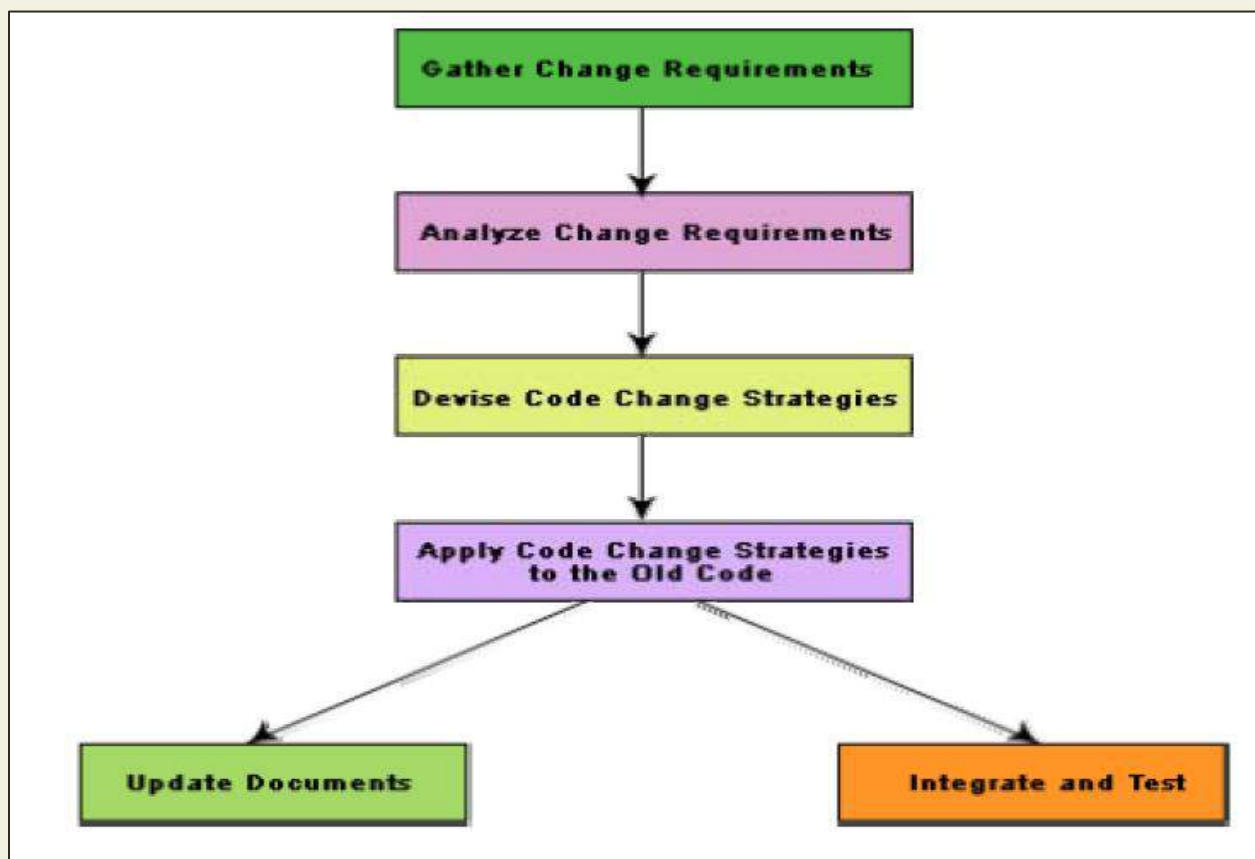 Gather Change Requirements
Analyze Change Requirements
Devise Code Change Strategies
Apply Code Change Strategies
to the Old Code
Update Documents
Integrate and Test